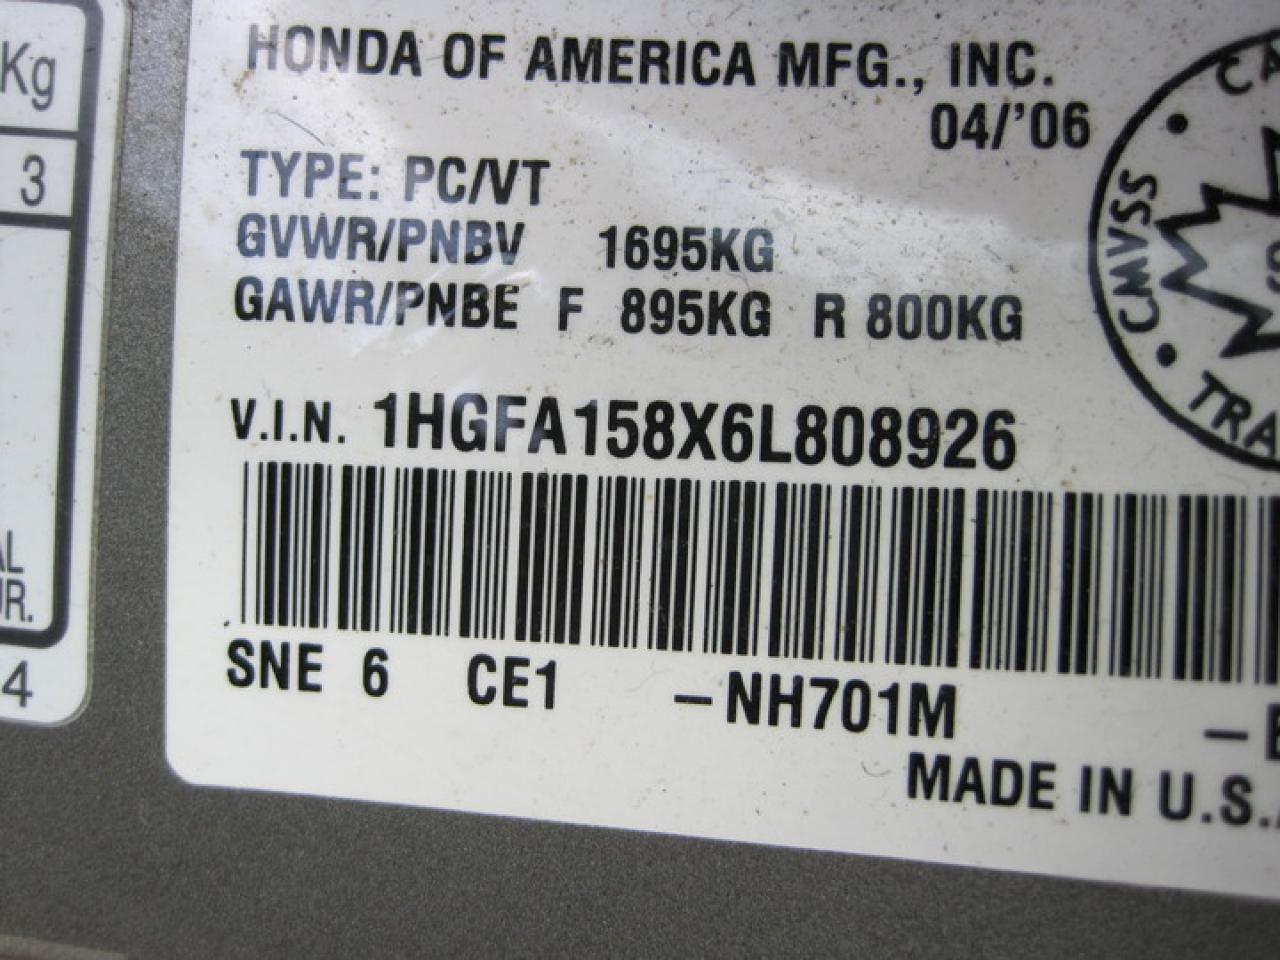 Kg
3
4
HONDA OF AMERICA MFG., INC.
04/'06
TYPE: PC/VT
GVWR/PNBV 1695KG
GAWR/PNBE F 895KG R 800KG
V.I.N. 1HGFA158X6L808926
SNE 6 CE1 -NH701M -
MADE IN U.S.
CMVSS